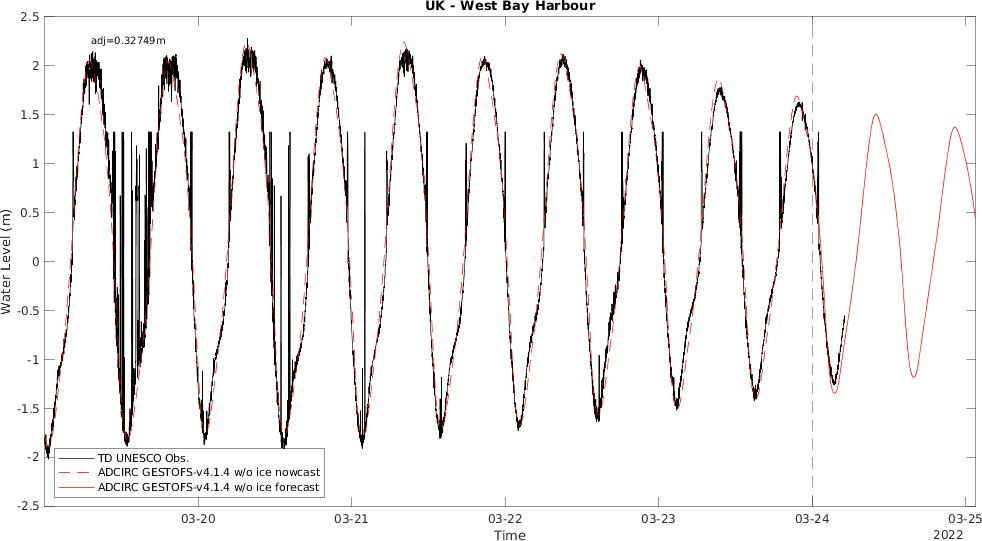 UK - West Bay Harbour
adj=0.32749m
2.5
2
1.5
1
0.5
0
-0.5
-1
-1.5
-2
-2.5
Water Level (m)
TD UNESCO Obs.
ADCIRC GESTOFS-v4.1.4 w/o ice nowcast
ADCIRC GESTOFS-v4.1.4 w/o ice forecast
03-20 03-21 03-22 03-23 03-24 03-25
Time
2022